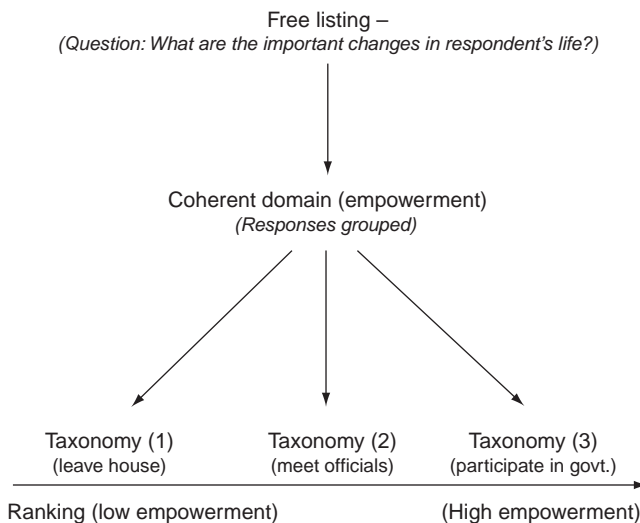 Free listing –
(Question: What are the important changes in respondent's life?)
Coherent domain (empowerment)
(Responses grouped)
Taxonomy (1) Taxonomy (2) Taxonomy (3)
(leave house) (meet officials) (participate in govt.)
Ranking (low empowerment) (High empowerment)